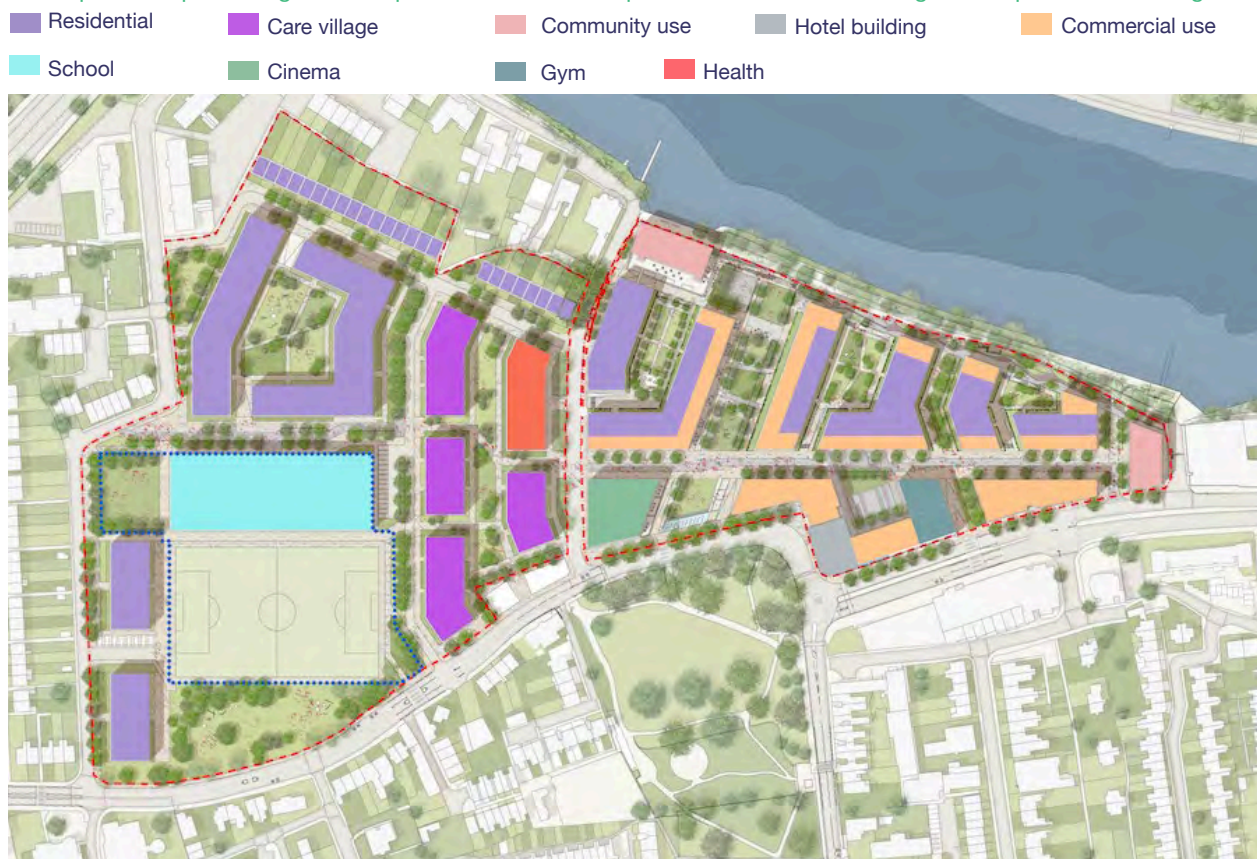 Residential Care village Community use Hotel building Commercial use
School Cinema Gym Health